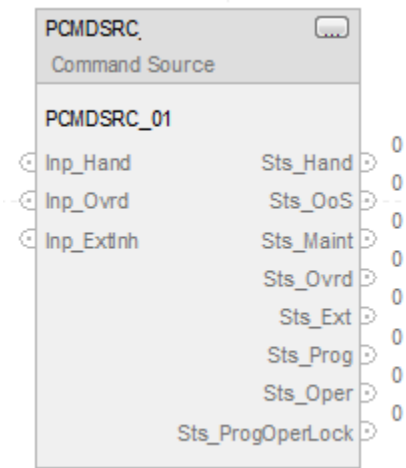 PCMDSRC
...
Command Source
PCMDSRC_01
Inp_Hand Sts_Hand 0
Inp_Ovrd Sts_OoS 0
Inp_ExtInh Sts_Maint 0
Sts_Ovrd 0
Sts_Ext 0
Sts_Prog 0
Sts_Oper 0
Sts_ProgOperLock 0